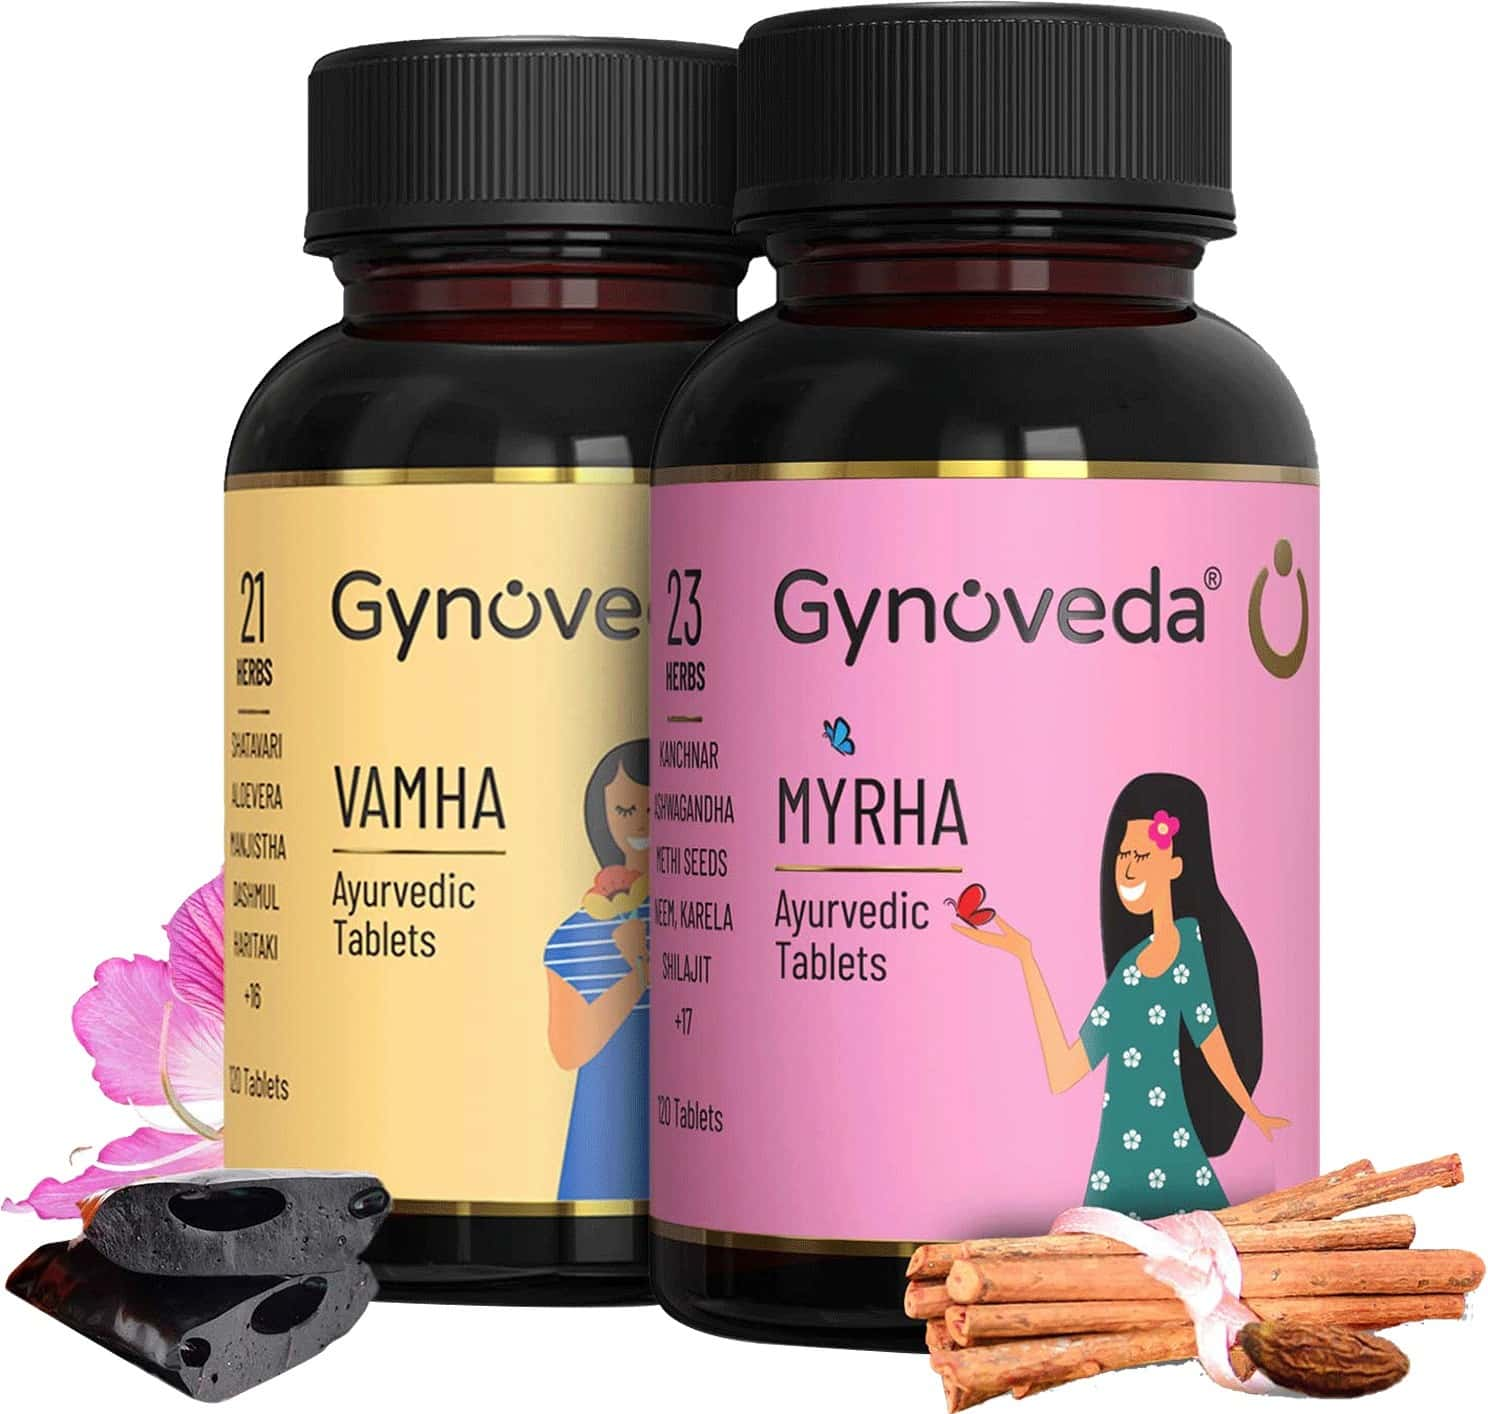 21
HERBS
SHATAVARI
ALOEVERA
MANJISTHA
DASHMUL
HARITAKI
+16
120 Tablets
Gynove
VAMHA
Ayurvedic
Tablets
23
HERBS
KANCHNAR
ASHWAGANDHA
METHI SEEDS
NEEM, KARELA
SHILAJIT
+17
120 Tablets
Gynoveda®
MYRHA
Ayurvedic
Tablets